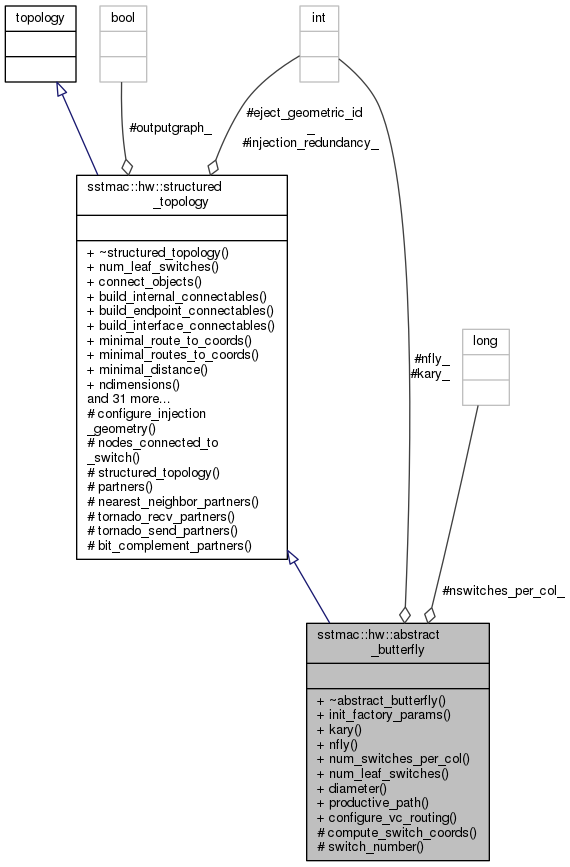 topology
bool
int
#outputgraph_
#eject_geometric_id
_
#injection_redundancy_
sstmac::hw::structured
_topology
+ ~structured_topology()
+ num_leaf_switches()
+ connect_objects()
+ build_internal_connectables()
+ build_endpoint_connectables()
+ build_interface_connectables()
+ minimal_route_to_coords()
+ minimal_routes_to_coords()
+ minimal_distance()
+ ndimensions()
and 31 more...
# configure_injection
_geometry()
# nodes_connected_to
_switch()
# structured_topology()
# partners()
# nearest_neighbor_partners()
# tornado_recv_partners()
# tornado_send_partners()
# bit_complement_partners()
#nfly_
#kary_
long
#nswitches_per_col_
sstmac::hw::abstract
_butterfly
+ ~abstract_butterfly()
+ init_factory_params()
+ kary()
+ nfly()
+ num_switches_per_col()
+ num_leaf_switches()
+ diameter()
+ productive_path()
+ configure_vc_routing()
# compute_switch_coords()
# switch_number()